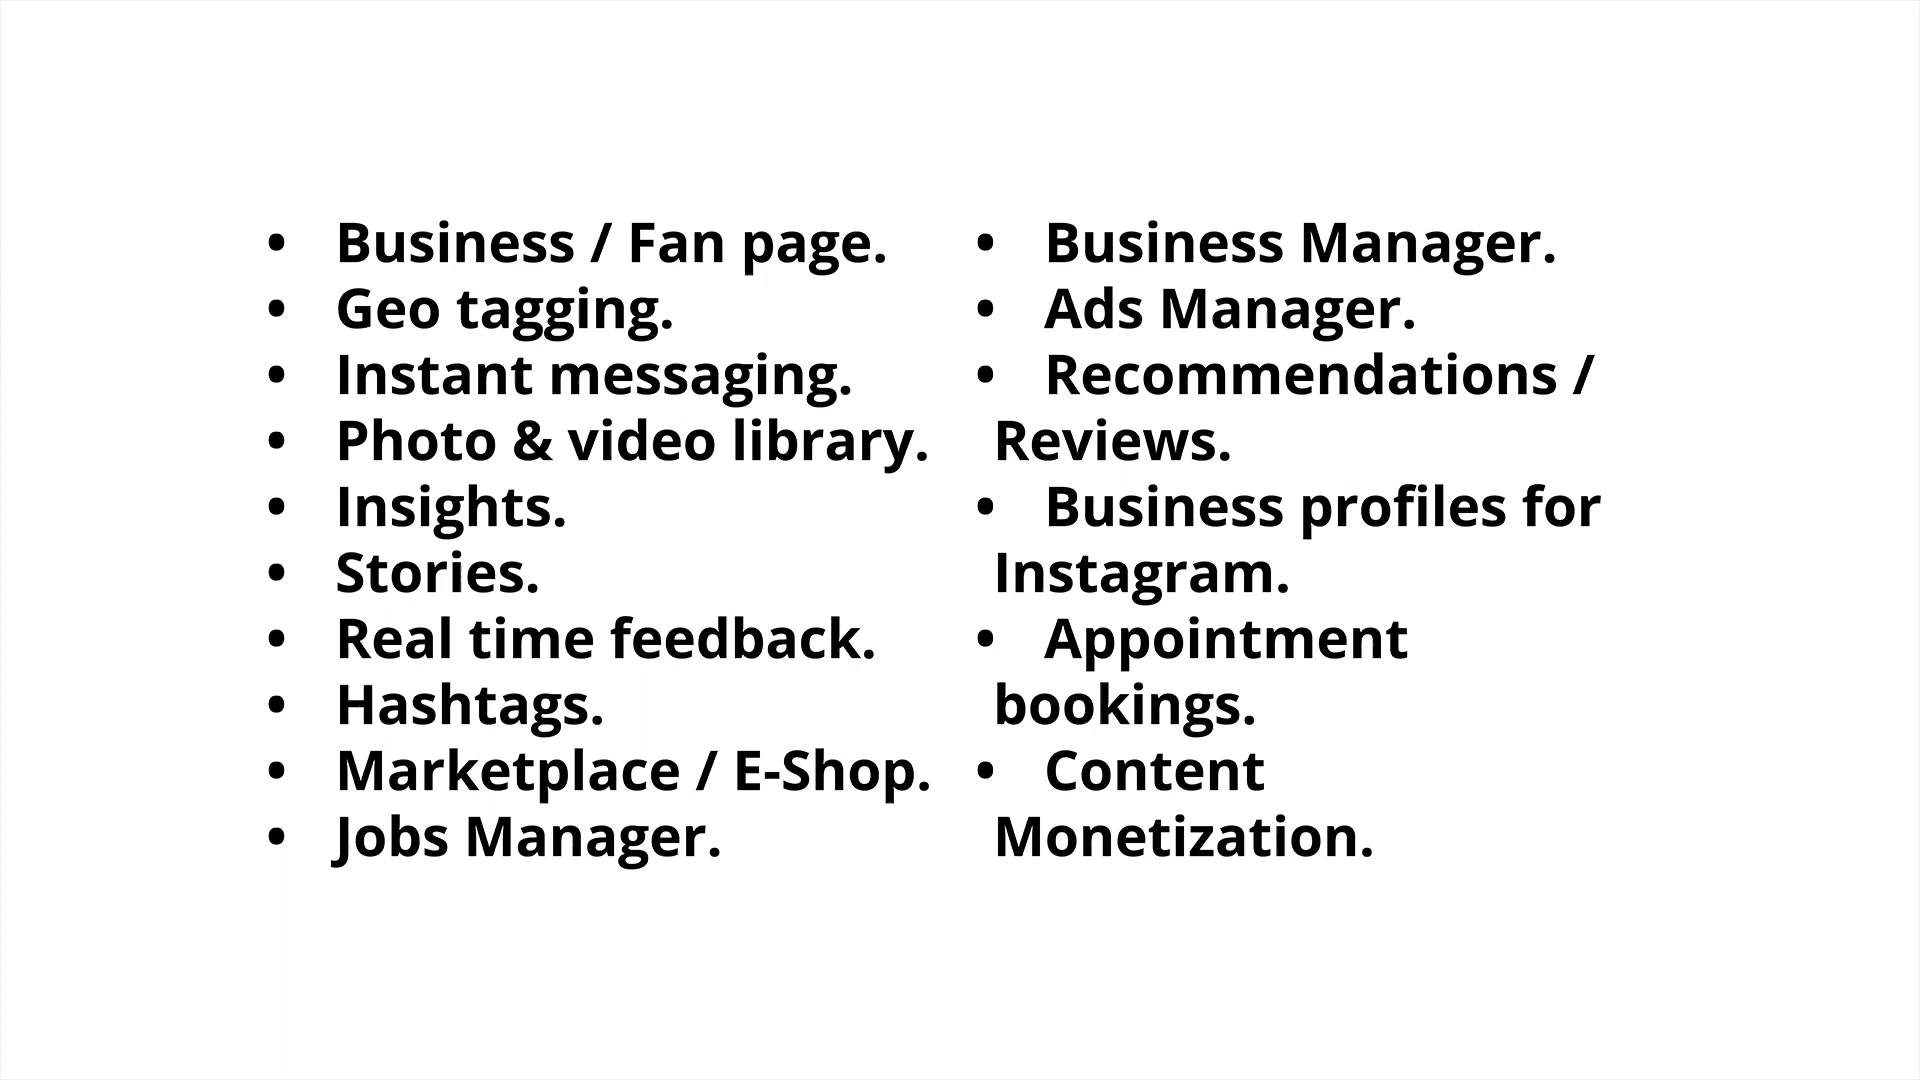 • Business / Fan page.
• Geo tagging.
• Instant messaging.
• Photo & video library.
• Insights.
• Stories.
• Real time feedback.
• Hashtags.
• Marketplace / E-Shop.
• Jobs Manager.
• Business Manager.
• Ads Manager.
• Recommendations /
Reviews.
• Business profiles for
Instagram.
• Appointment
bookings.
• Content
Monetization.